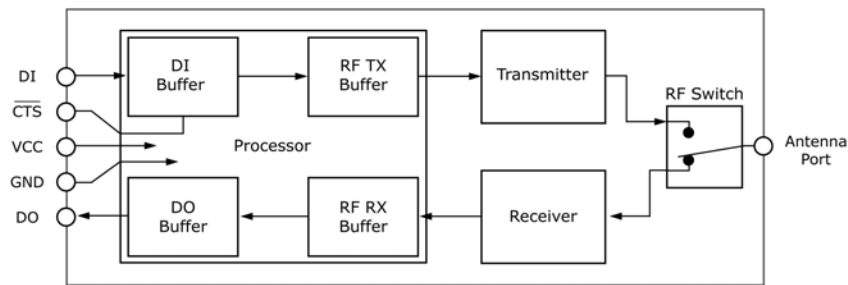 DI
C̅T̅S̅
VCC
GND
DO
DI
Buffer
RF TX
Buffer
Processor
DO
Buffer
RF RX
Buffer
Transmitter
Receiver
RF Switch
Antenna
Port